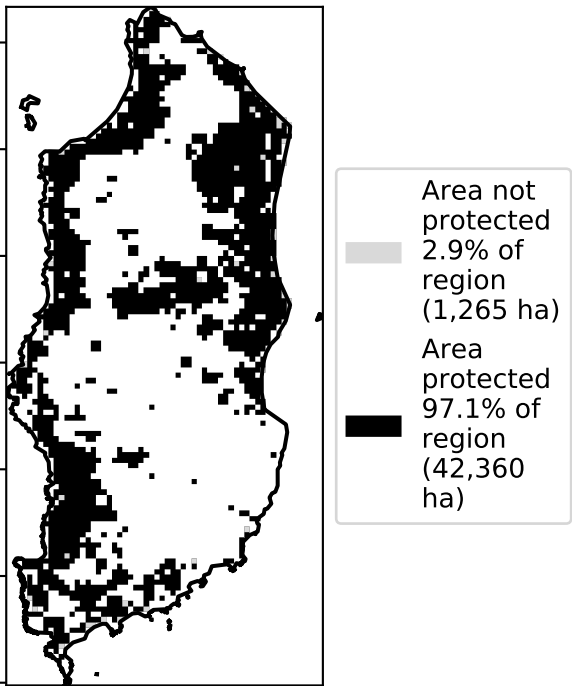 Area not
protected
2.9% of
region
(1,265 ha)
Area
protected
97.1% of
region
(42,360
ha)